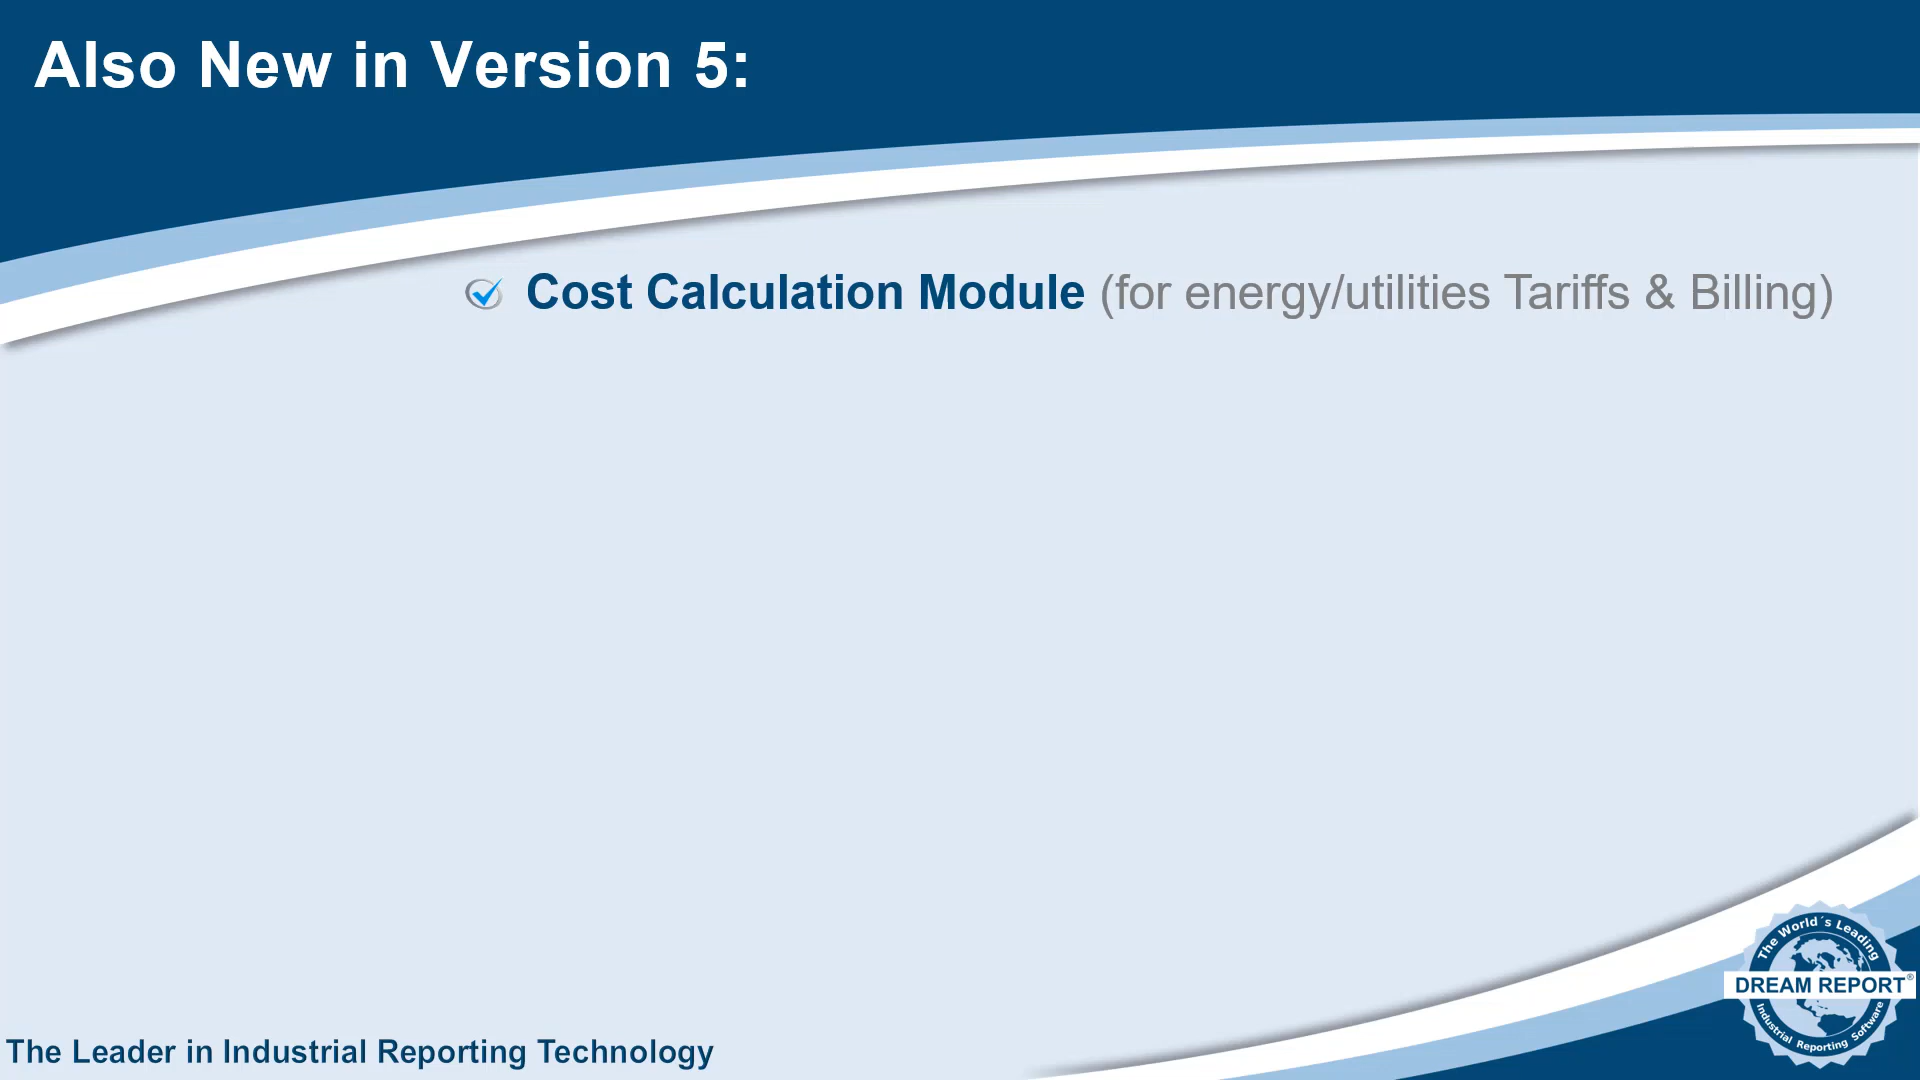 Also New in Version 5:
Cost Calculation Module (for energy/utilities Tariffs & Billing)
The World´s Leading
DREAM REPORT®
Industrial Reporting Software
The Leader in Industrial Reporting Technology